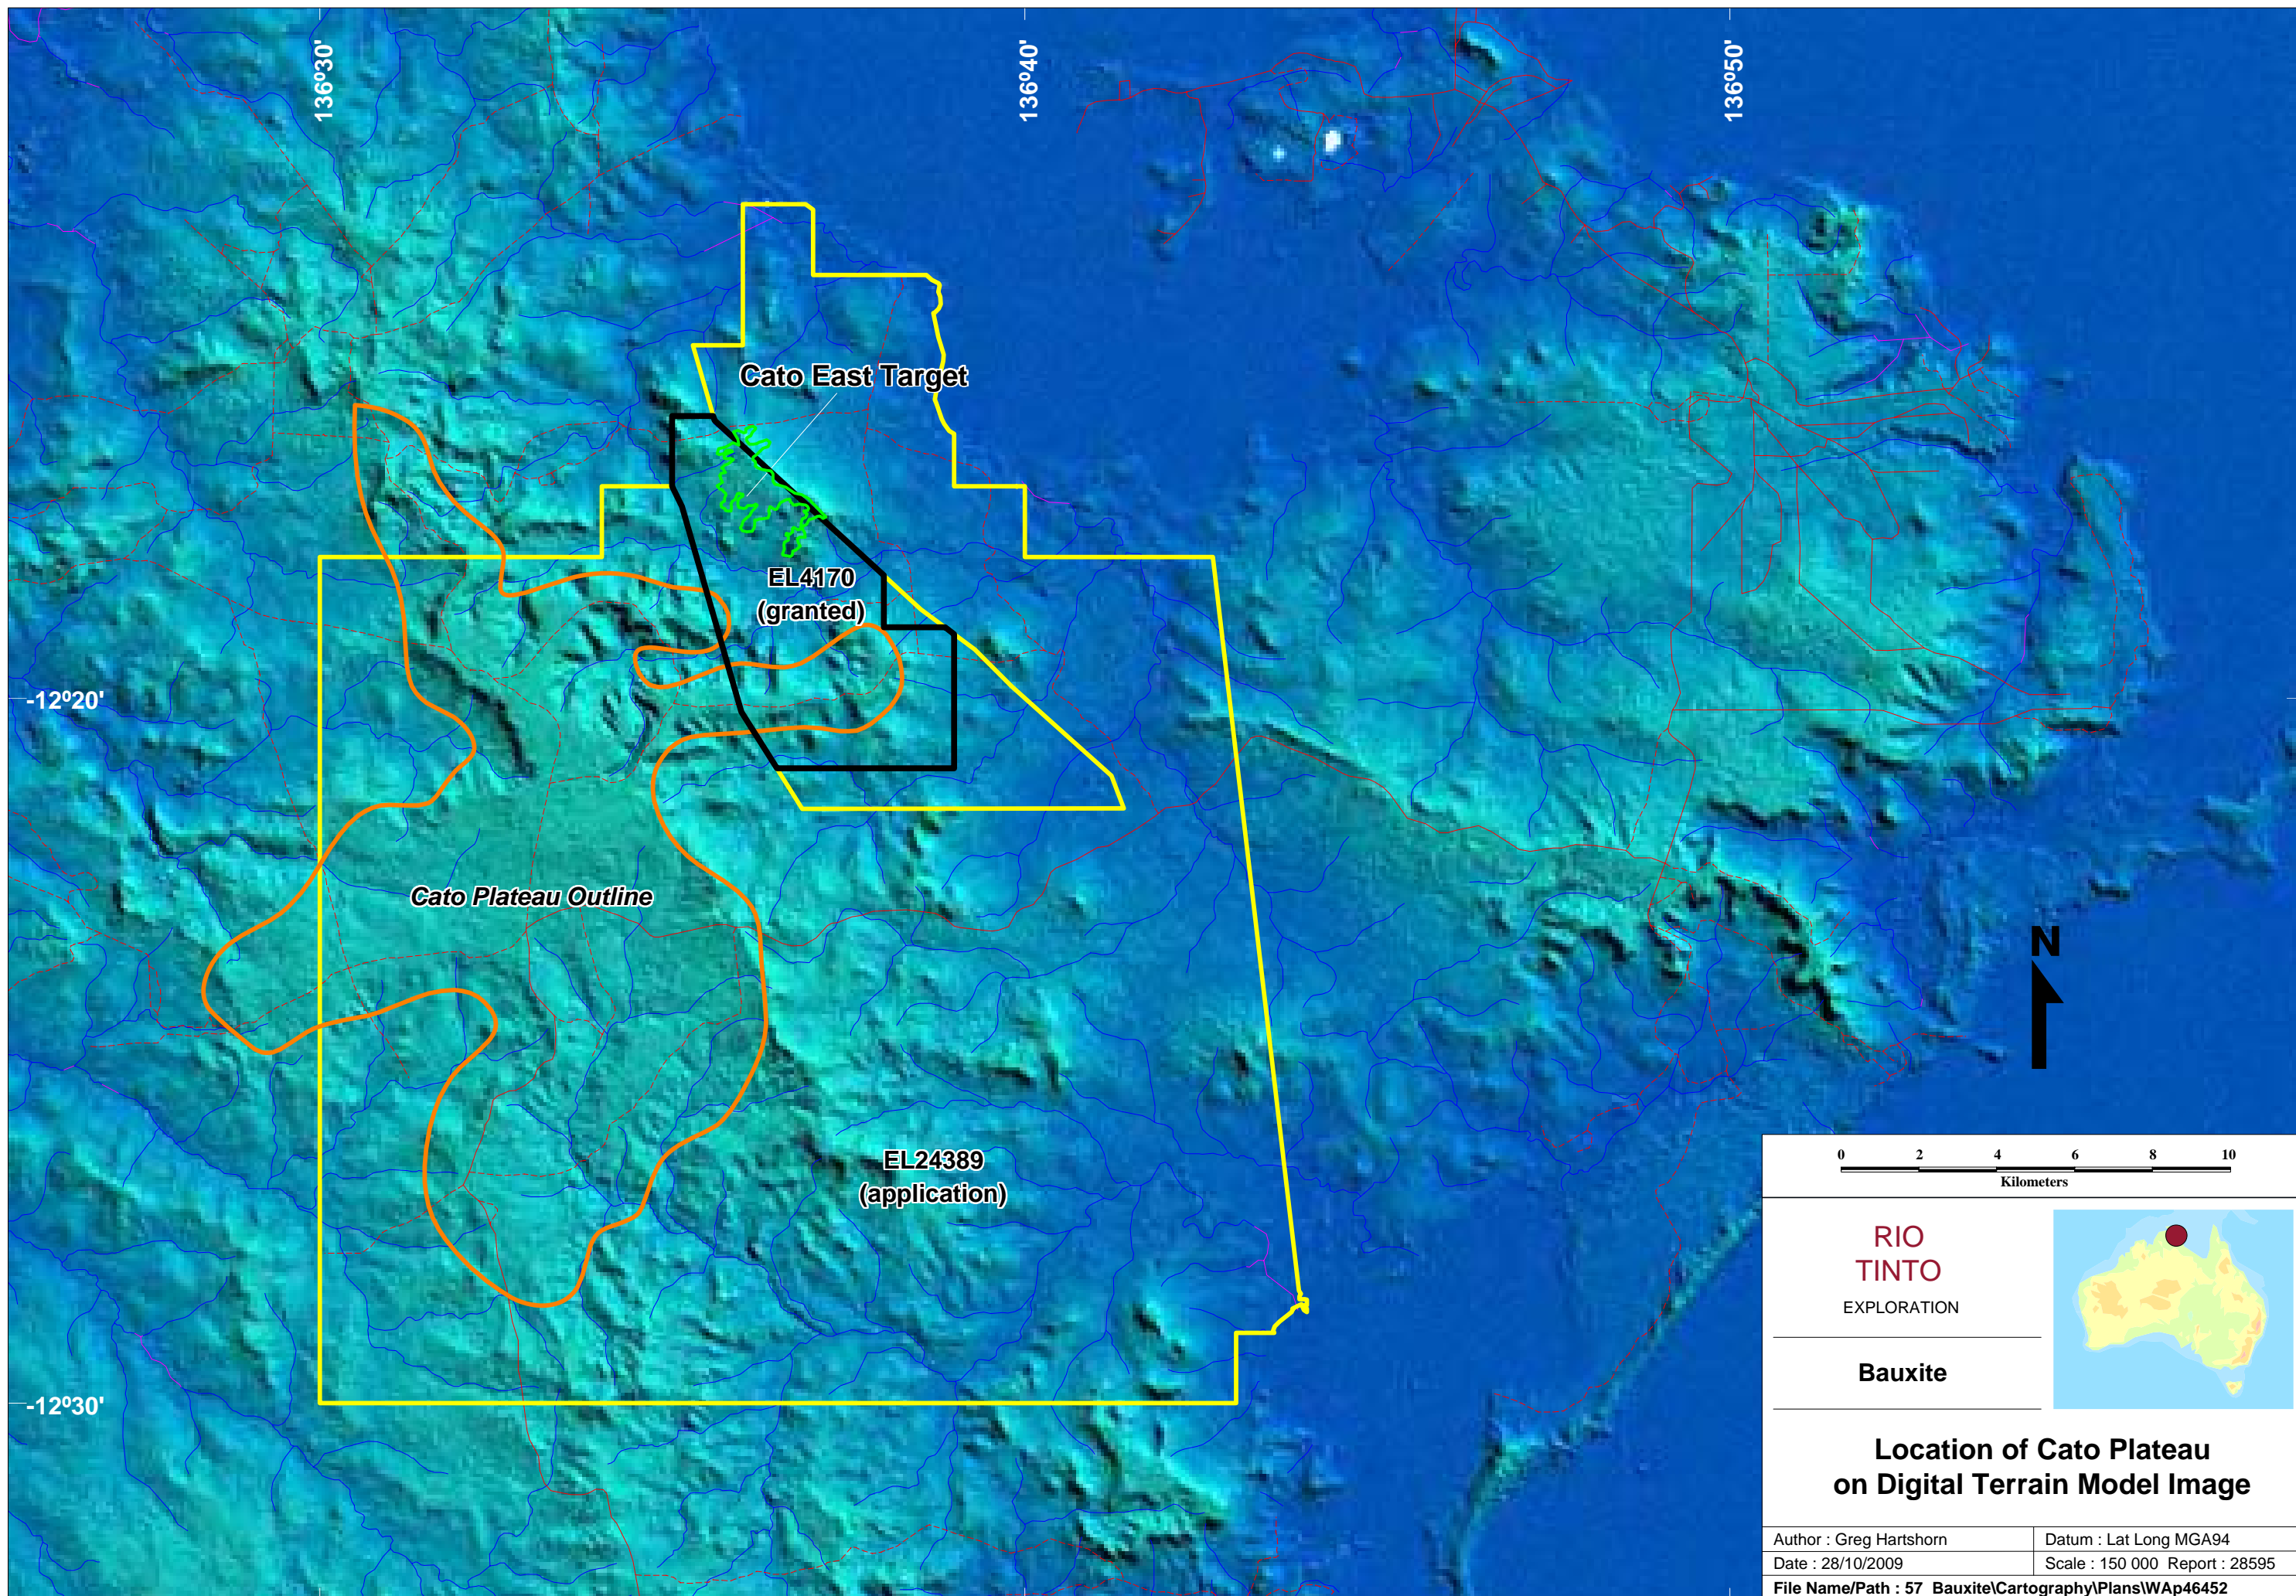 136º30'
136º40'
136º50'
Cato East Target
EL4170
(granted)
-12º20'
Cato Plateau Outline
N
EL24389
(application)
-12º30'
0 2 4 6 8 10
Kilometers
RIO
TINTO
EXPLORATION
Bauxite
Location of Cato Plateau
on Digital Terrain Model Image
Author : Greg Hartshorn
Datum : Lat Long MGA94
Date : 28/10/2009
Scale : 150 000 Report : 28595
File Name/Path : 57 Bauxite\Cartography\Plans\WAp46452